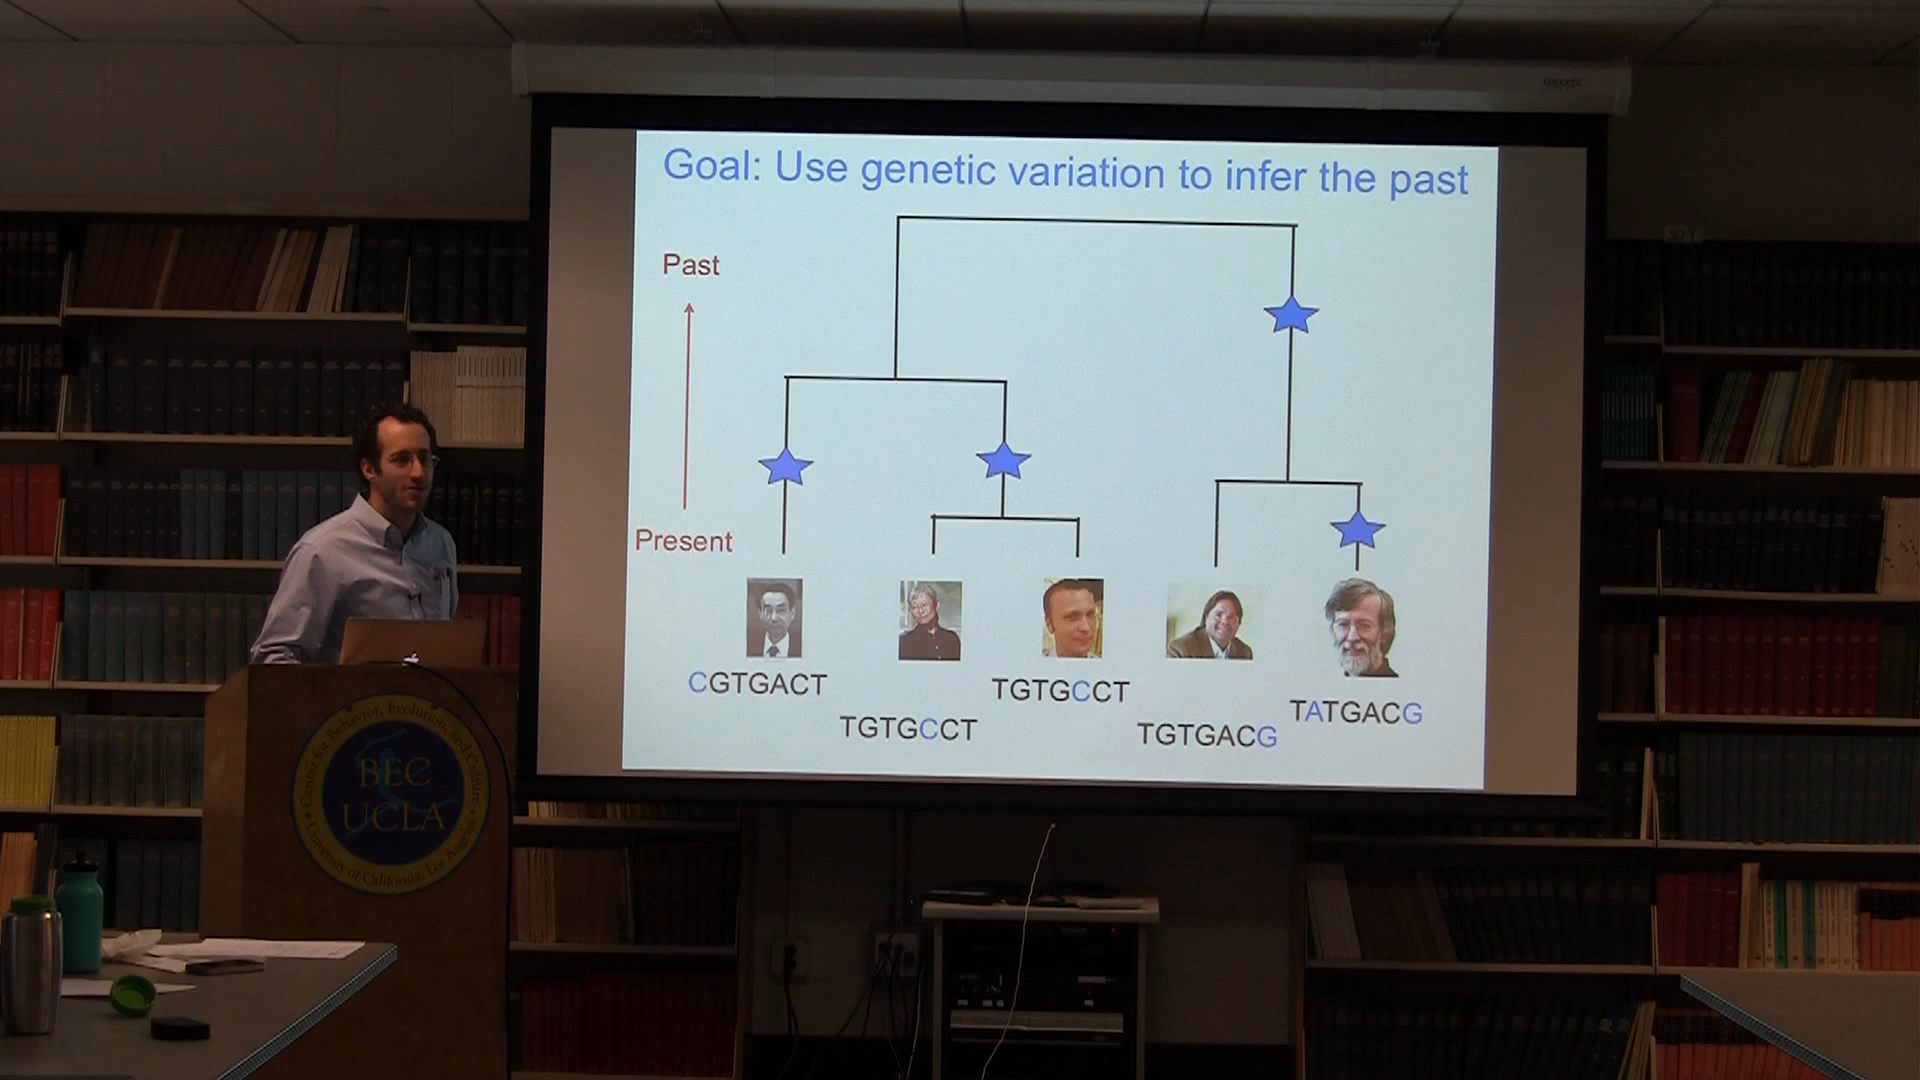 Goal: Use genetic variation to infer the past
Past
Present
CGTGACT
TGTGCCT
TGTGCCT
TGTGACG
TATGACG
Center for Behavior, Evolution, and Culture
BEC
UCLA
University of California, Los Angeles